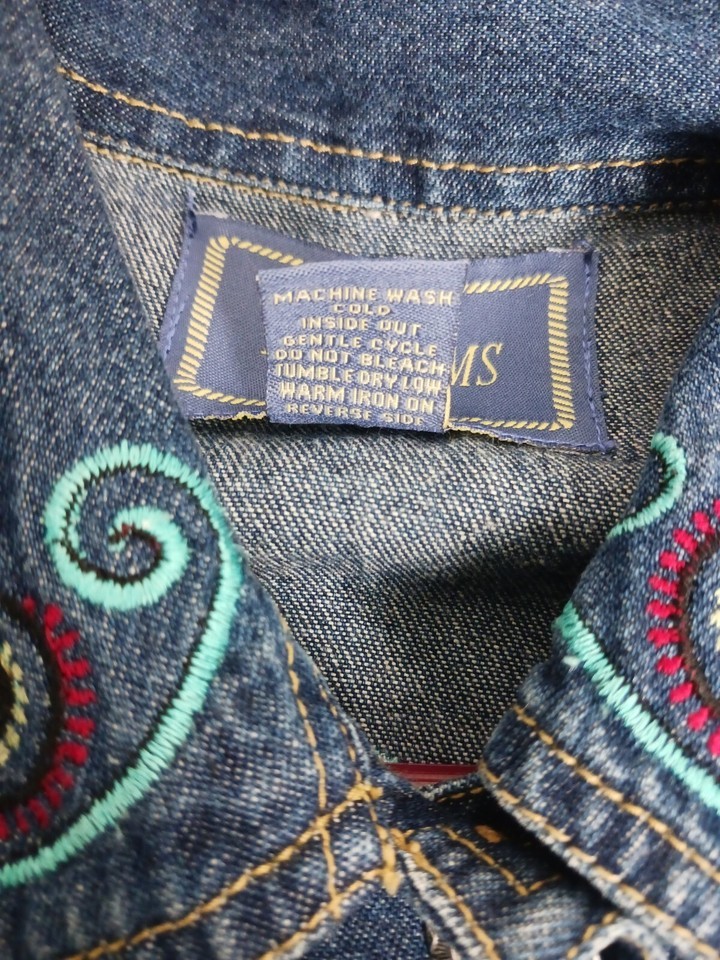 MACHINE WASH
COLD
INSIDE OUT
GENTLE CYCLE
DO NOT BLEACH
TUMBLE DRY LOW
WARM IRON ON
REVERSE SIDE
MS